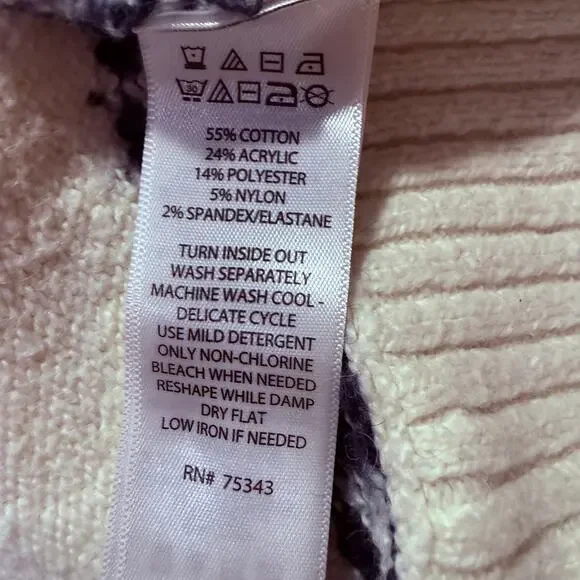 30
55% COTTON
24% ACRYLIC
14% POLYESTER
5% NYLON
2% SPANDEX/ELASTANE
TURN INSIDE OUT
WASH SEPARATELY
MACHINE WASH COOL -
DELICATE CYCLE
USE MILD DETERGENT
ONLY NON-CHLORINE
BLEACH WHEN NEEDED
RESHAPE WHILE DAMP
DRY FLAT
LOW IRON IF NEEDED
RN# 75343